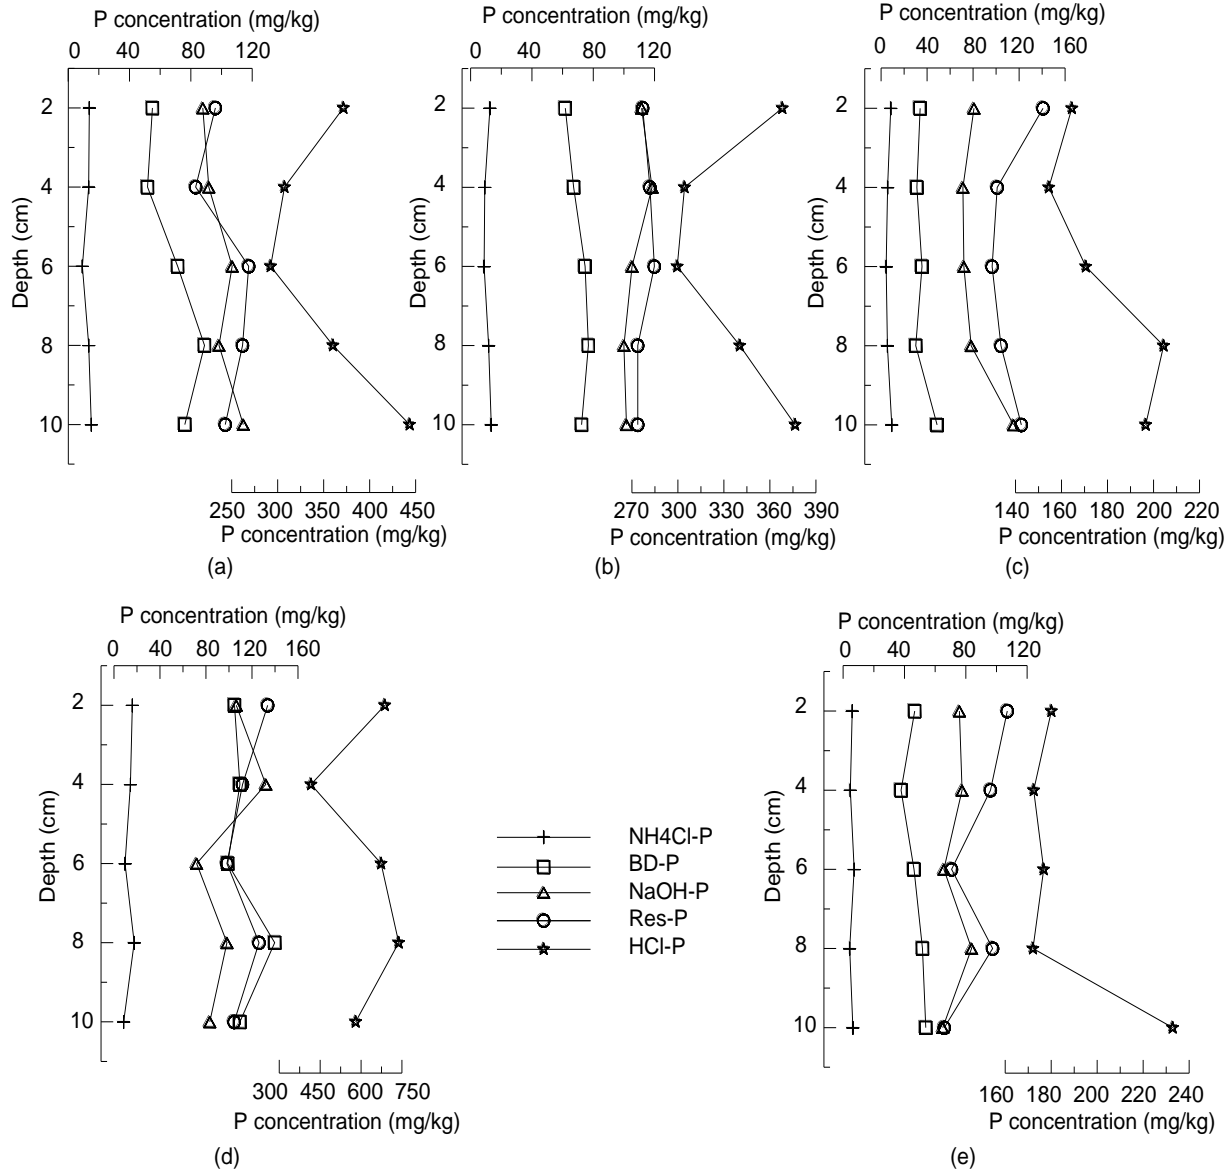 P concentration (mg/kg)
0 40 80 120
2
4
6
8
10
Depth (cm)
250 300 350 400 450
P concentration (mg/kg)
(a)
P concentration (mg/kg)
0 40 80 120
2
4
6
8
10
Depth (cm)
270 300 330 360 390
P concentration (mg/kg)
(b)
P concentration (mg/kg)
0 40 80 120 160
2
4
6
8
10
Depth (cm)
140 160 180 200 220
P concentration (mg/kg)
(c)
P concentration (mg/kg)
0 40 80 120 160
2
4
6
8
10
Depth (cm)
300 450 600 750
P concentration (mg/kg)
(d)
NH4Cl-P
BD-P
NaOH-P
Res-P
HCl-P
P concentration (mg/kg)
0 40 80 120
2
4
6
8
10
Depth (cm)
160 180 200 220 240
P concentration (mg/kg)
(e)